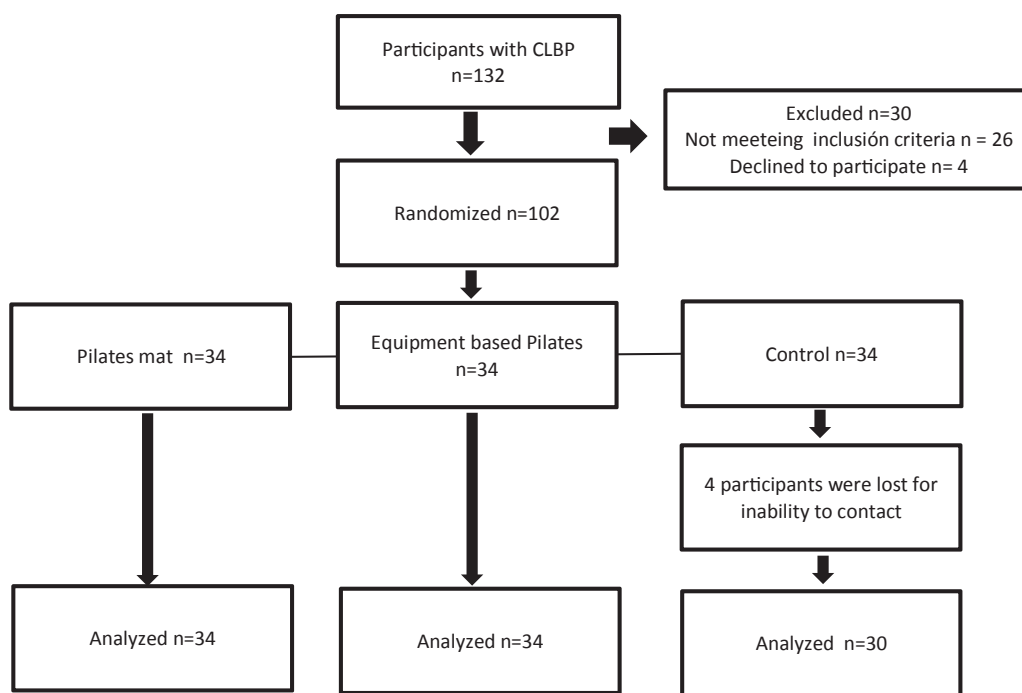 Participants with CLBP
n=132
Excluded n=30
Not meeteing inclusión criteria n = 26
Declined to participate n= 4
Randomized n=102
Pilates mat n=34
Equipment based Pilates
n=34
Control n=34
4 participants were lost for
inability to contact
Analyzed n=34
Analyzed n=34
Analyzed n=30